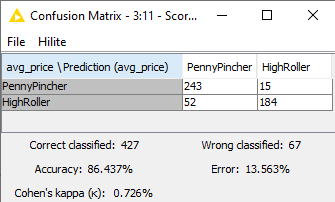 Confusion Matrix - 3:11 - Scor...
File Hilite
avg_price \ Prediction (avg_price) PennyPincher HighRoller
PennyPincher 243 15
HighRoller 52 184
Correct classified: 427 Wrong classified: 67
Accuracy: 86.437% Error: 13.563%
Cohen's kappa (κ): 0.726%